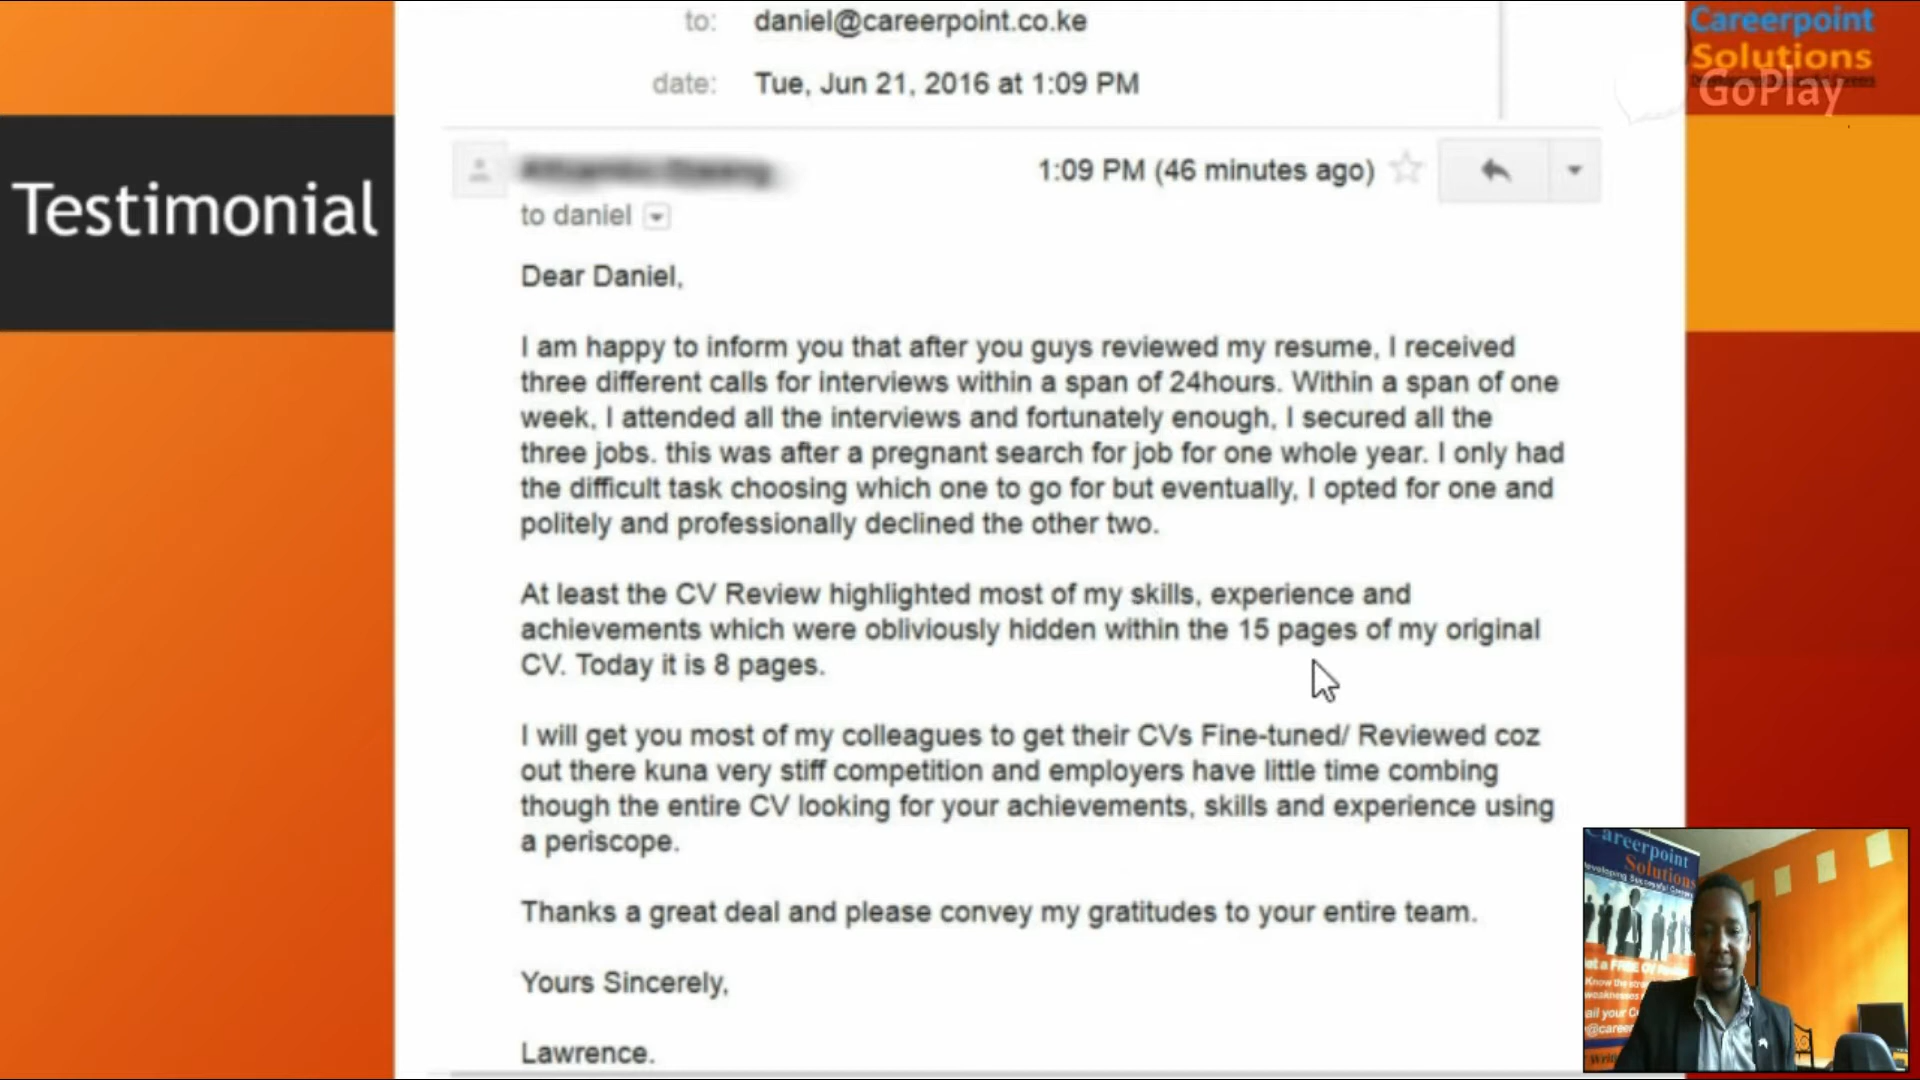 to: daniel@careerpoint.co.ke
Careerpoint
Solutions
GoPlay
date: Tue, Jun 21, 2016 at 1:09 PM
Testimonial
1:09 PM (46 minutes ago)
to daniel
Dear Daniel,
I am happy to inform you that after you guys reviewed my resume, I received
three different calls for interviews within a span of 24hours. Within a span of one
week, I attended all the interviews and fortunately enough, I secured all the
three jobs. this was after a pregnant search for job for one whole year. I only had
the difficult task choosing which one to go for but eventually, I opted for one and
politely and professionally declined the other two.
At least the CV Review highlighted most of my skills, experience and
achievements which were obliviously hidden within the 15 pages of my original
CV. Today it is 8 pages.
I will get you most of my colleagues to get their CVs Fine-tuned/ Reviewed coz
out there kuna very stiff competition and employers have little time combing
though the entire CV looking for your achievements, skills and experience using
a periscope.
Thanks a great deal and please convey my gratitudes to your entire team.
Yours Sincerely,
Lawrence.
Careerpoint
Solutions
Developing Successful
a FREE
Know the
weaknesses